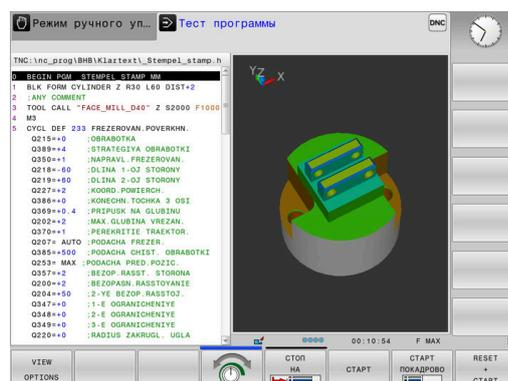 Режим ручного уп...
Тест программы
DNC
TNC:\nc_prog\BHB\Klartext\_Stempel_stamp.h
0 BEGIN PGM _STEMPEL_STAMP MM
1 BLK FORM CYLINDER Z R30 L60 DIST+2
2 ;ANY COMMENT
3 TOOL CALL "FACE_MILL_D40" Z S2000 F1000
4 M3
5 CYCL DEF 233 FREZEROVAN.POVERKHN.
Q215=+0 ;OBRABOTKA
Q389=+4 ;STRATEGIYA OBRABOTKI
Q350=+1 ;NAPRAVL.FREZEROVAN.
Q218=-60 ;DLINA 1-OJ STORONY
Q219=+60 ;DLINA 2-OJ STORONY
Q227=+2 ;KOORD.POWIERCH.
Q386=+0 ;KONECHN.TOCHKA 3 OSI
Q369=+0.4 ;PRIPUSK NA GLUBINU
Q202=+2 ;MAX.GLUBINA VREZAN.
Q370=+1 ;PEREKRITIE TRAEKTOR.
Q207= AUTO ;PODACHA FREZER.
Q385=+500 ;PODACHA CHIST. OBRABOTKI
Q253= MAX ;PODACHA PRED.POZIC.
Q357=+2 ;BEZOP.RASST. STORONA
Q200=+2 ;BEZOPASN.RASSTOYANIE
Q204=+50 ;2-YE BEZOP.RASSTOJ.
Q347=+0 ;1-E OGRANICHENIYE
Q348=+0 ;2-E OGRANICHENIYE
Q349=+0 ;3-E OGRANICHENIYE
Q220=+0 ;RADIUS ZAKRUGL. UGLA
Y Z X
00:10:54 F MAX
VIEW
OPTIONS
СТОП
НА
СТАРТ
СТАРТ
ПОКАДРОВО
RESET
+
СТАРТ